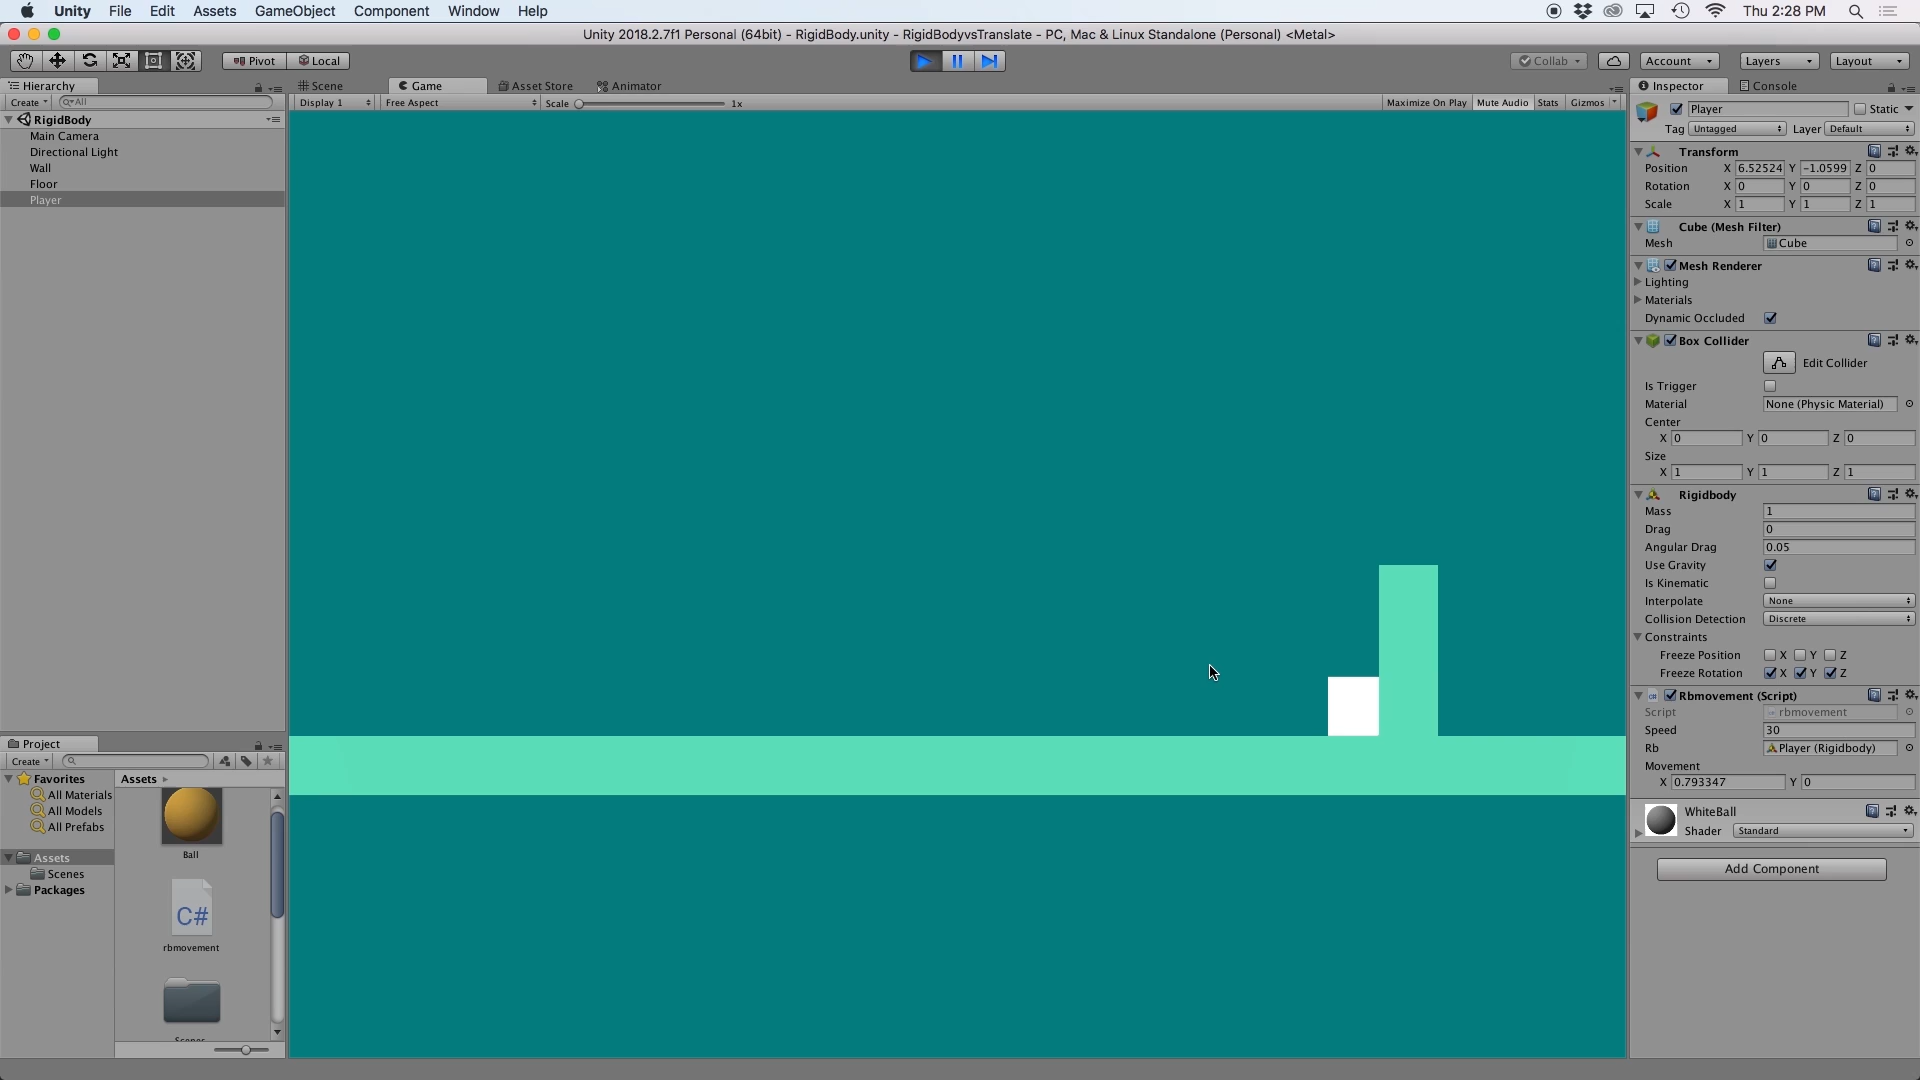 Unity File Edit Assets GameObject Component Window Help Thu 2:28 PM
Unity 2018.2.7f1 Personal (64bit) - RigidBody.unity - RigidBodyvsTranslate - PC, Mac & Linux Standalone (Personal) <Metal>
Pivot Local Collab Account Layers Layout
Hierarchy Scene Game Asset Store Animator Inspector Console
Create All Display 1 Free Aspect Scale 1x Maximize On Play Mute Audio Stats Gizmos
RigidBody
Main Camera
Directional Light
Wall
Floor
Player
Player Static
Tag Untagged Layer Default
Transform
Position X 6.52524 Y -1.0599 Z 0
Rotation X 0 Y 0 Z 0
Scale X 1 Y 1 Z 1
Cube (Mesh Filter)
Mesh Cube
Mesh Renderer
Lighting
Materials
Dynamic Occluded
Box Collider
Edit Collider
Is Trigger
Material None (Physic Material)
Center
X 0 Y 0 Z 0
Size
X 1 Y 1 Z 1
Rigidbody
Mass 1
Drag 0
Angular Drag 0.05
Use Gravity
Is Kinematic
Interpolate None
Collision Detection Discrete
Constraints
Freeze Position X Y Z
Freeze Rotation X Y Z
Rbmovement (Script)
Script rbmovement
Speed 30
Rb Player (Rigidbody)
Movement
X 0.793347 Y 0
WhiteBall
Shader Standard
Add Component
Project
Create
Favorites
All Materials
All Models
All Prefabs
Assets
Scenes
Packages
Assets
Ball
C#
rbmovement
Scenes